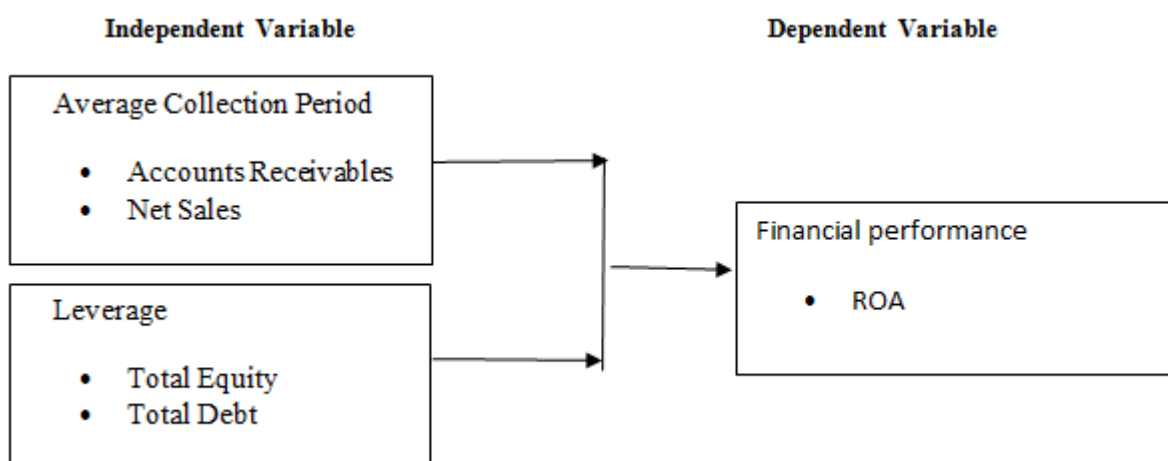 Independent Variable
Dependent Variable
Average Collection Period
• Accounts Receivables
• Net Sales
Leverage
• Total Equity
• Total Debt
Financial performance
• ROA